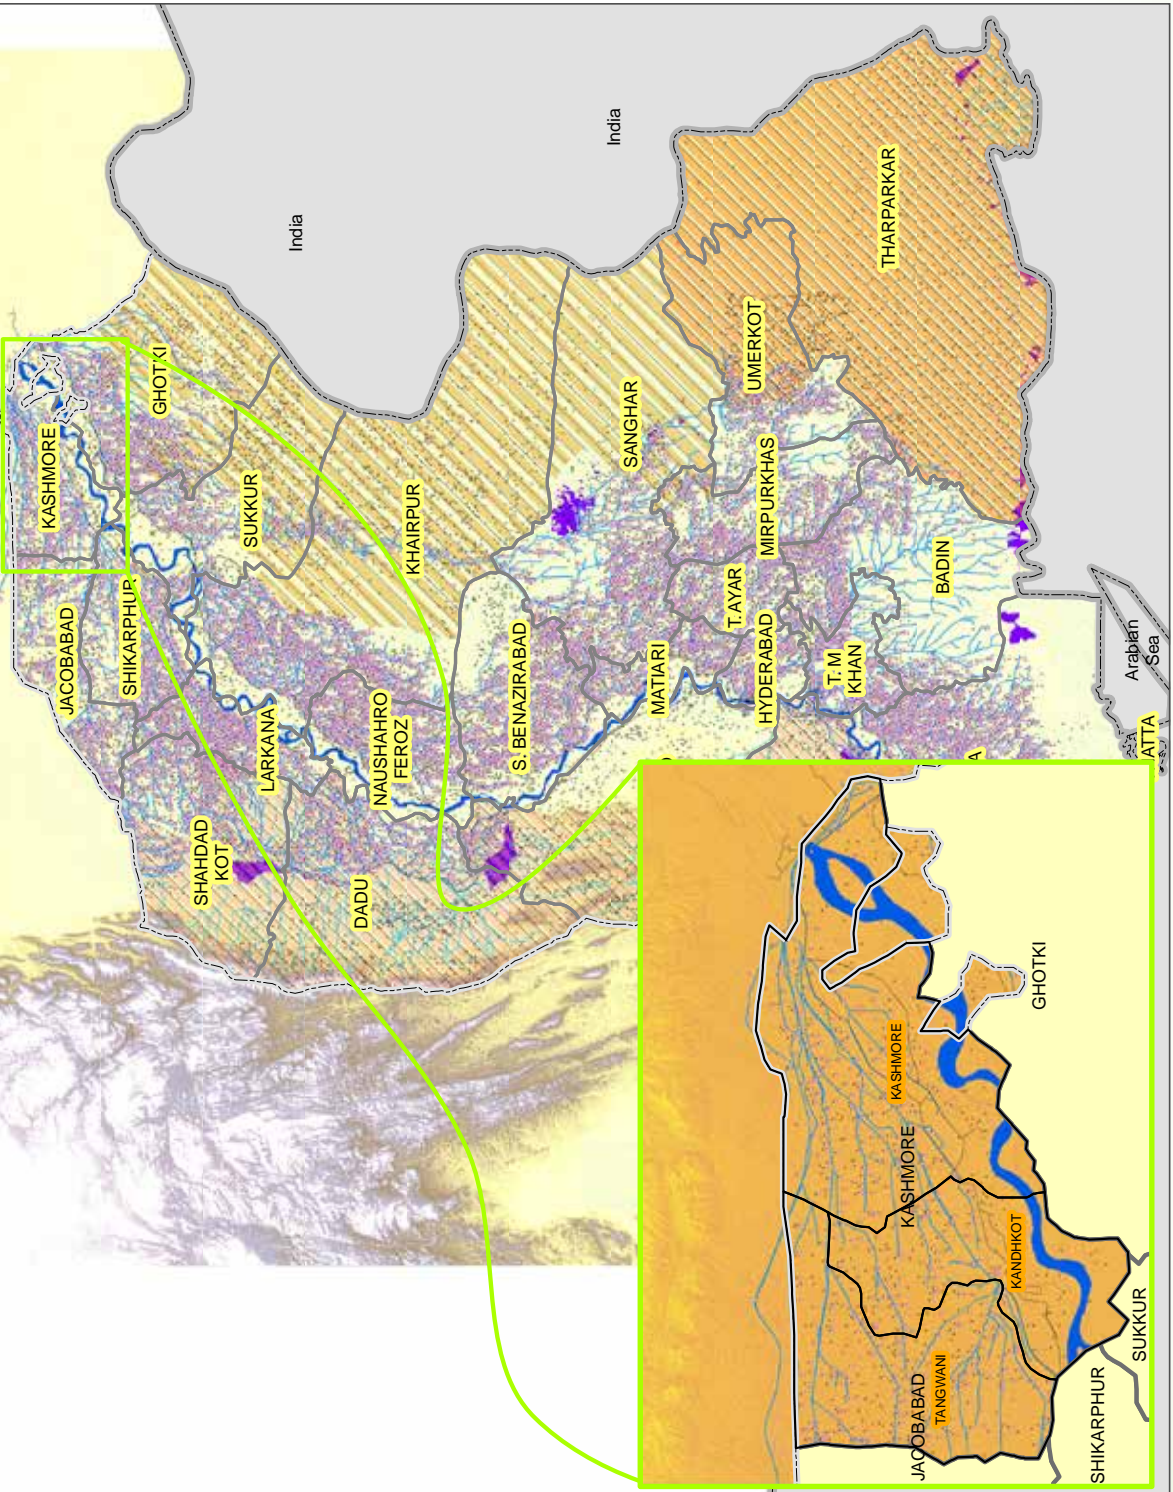 India
India
KASHMORE
GHOTKI
JACOBABAD
SHIKARPHUR
SUKKUR
KHAIRPUR
SANGHAR
UMERKOT
THARPARKAR
MIRPURKHAS
BADIN
T.AYAR
HYDERABAD
T. M
KHAN
MATIARI
S. BENAZIRABAD
NAUSHAHRO
FEROZ
LARKANA
SHAHDAD
KOT
DADU
Arabian
Sea
GHOTKI
KASHMORE
KASHMORE
KANDHKOT
TANGWANI
JACOBABAD
SHIKARPHUR
SUKKUR